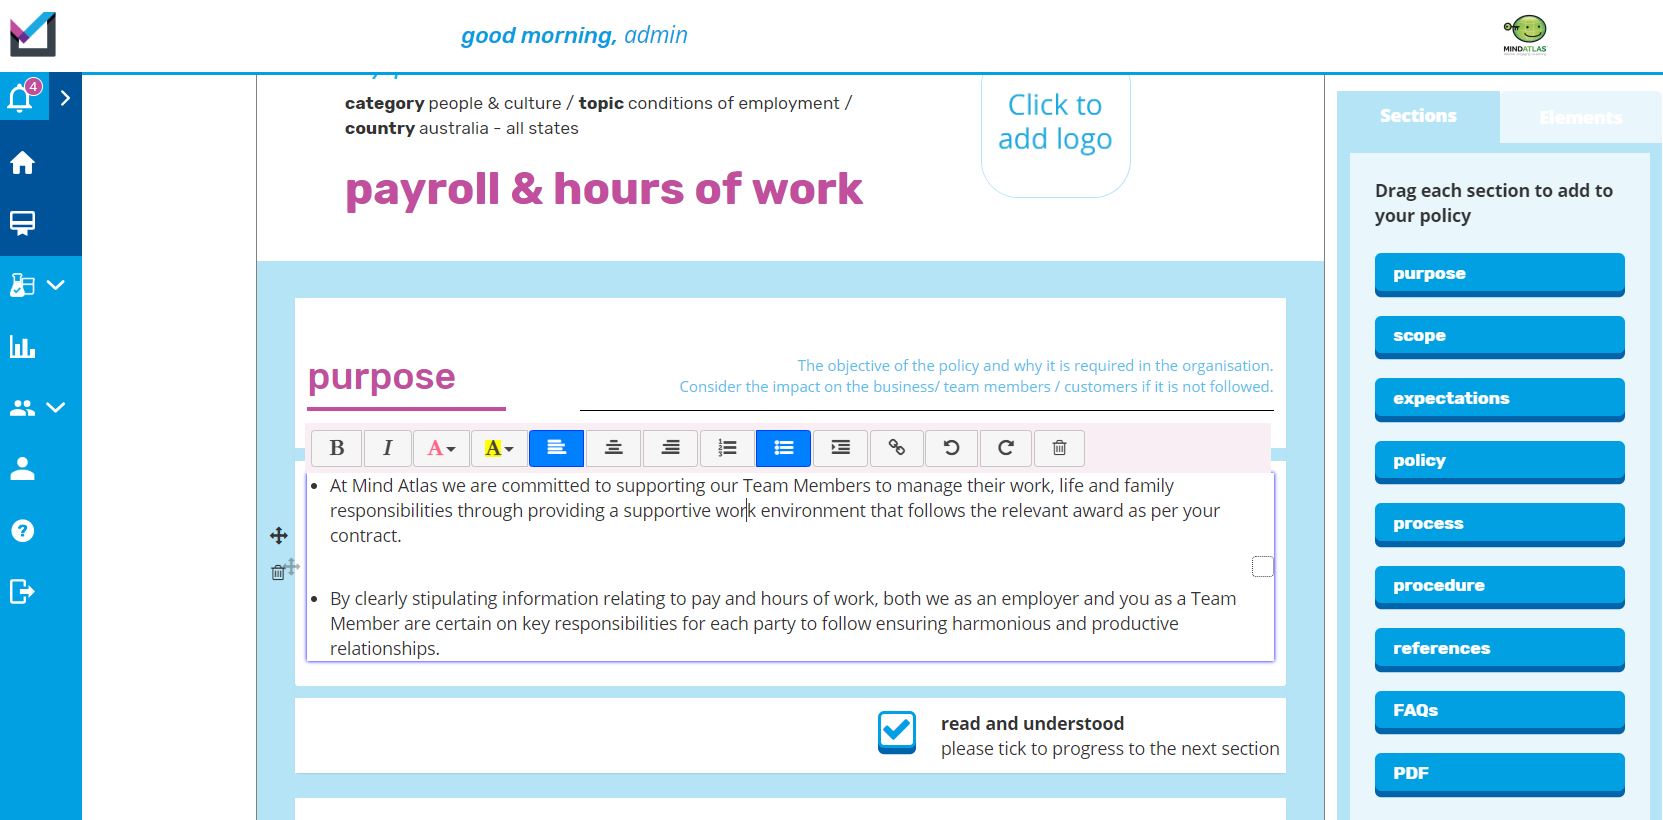 good morning, admin
MINDATLAS
4
category people & culture / topic conditions of employment /
country australia - all states
Click to
add logo
payroll & hours of work
purpose
The objective of the policy and why it is required in the organisation.
Consider the impact on the business/ team members / customers if it is not followed.
B I A A
• At Mind Atlas we are committed to supporting our Team Members to manage their work, life and family
responsibilities through providing a supportive work environment that follows the relevant award as per your
contract.
• By clearly stipulating information relating to pay and hours of work, both we as an employer and you as a Team
Member are certain on key responsibilities for each party to follow ensuring harmonious and productive
relationships.
read and understood
please tick to progress to the next section
Sections
Elements
Drag each section to add to
your policy
purpose
scope
expectations
policy
process
procedure
references
FAQs
PDF